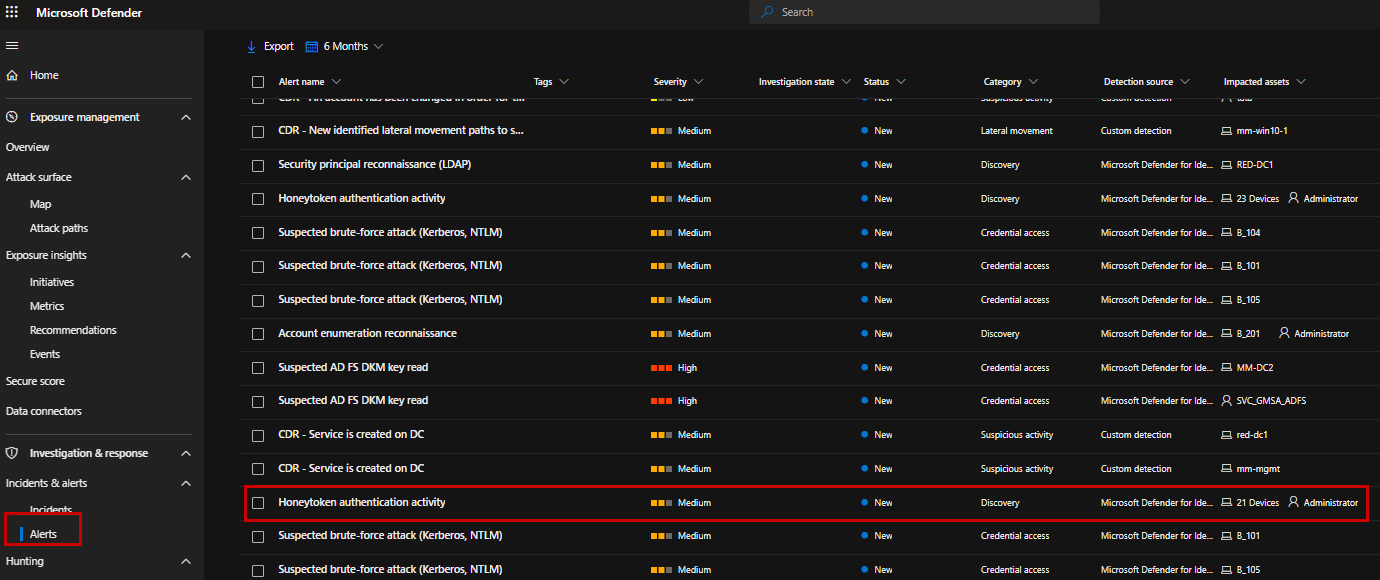 Microsoft Defender
Search
Home
Exposure management
Overview
Attack surface
Map
Attack paths
Exposure insights
Initiatives
Metrics
Recommendations
Events
Secure score
Data connectors
Investigation & response
Incidents & alerts
Incidents
Alerts
Hunting
Export 6 Months
Alert name Tags Severity Investigation state Status Category Detection source Impacted assets
CDR - An account has been changed in order for t... Low New Suspicious activity Custom detection
CDR - New identified lateral movement paths to s... Medium New Lateral movement Custom detection mm-win10-1
Security principal reconnaissance (LDAP) Medium New Discovery Microsoft Defender for Ide... RED-DC1
Honeytoken authentication activity Medium New Discovery Microsoft Defender for Ide... 23 Devices Administrator
Suspected brute-force attack (Kerberos, NTLM) Medium New Credential access Microsoft Defender for Ide... B_104
Suspected brute-force attack (Kerberos, NTLM) Medium New Credential access Microsoft Defender for Ide... B_101
Suspected brute-force attack (Kerberos, NTLM) Medium New Credential access Microsoft Defender for Ide... B_105
Account enumeration reconnaissance Medium New Discovery Microsoft Defender for Ide... B_201 Administrator
Suspected AD FS DKM key read High New Credential access Microsoft Defender for Ide... MM-DC2
Suspected AD FS DKM key read High New Credential access Microsoft Defender for Ide... SVC_GMSA_ADFS
CDR - Service is created on DC Medium New Suspicious activity Custom detection red-dc1
CDR - Service is created on DC Medium New Suspicious activity Custom detection mm-mgmt
Honeytoken authentication activity Medium New Discovery Microsoft Defender for Ide... 21 Devices Administrator
Suspected brute-force attack (Kerberos, NTLM) Medium New Credential access Microsoft Defender for Ide... B_101
Suspected brute-force attack (Kerberos, NTLM) Medium New Credential access Microsoft Defender for Ide... B_105